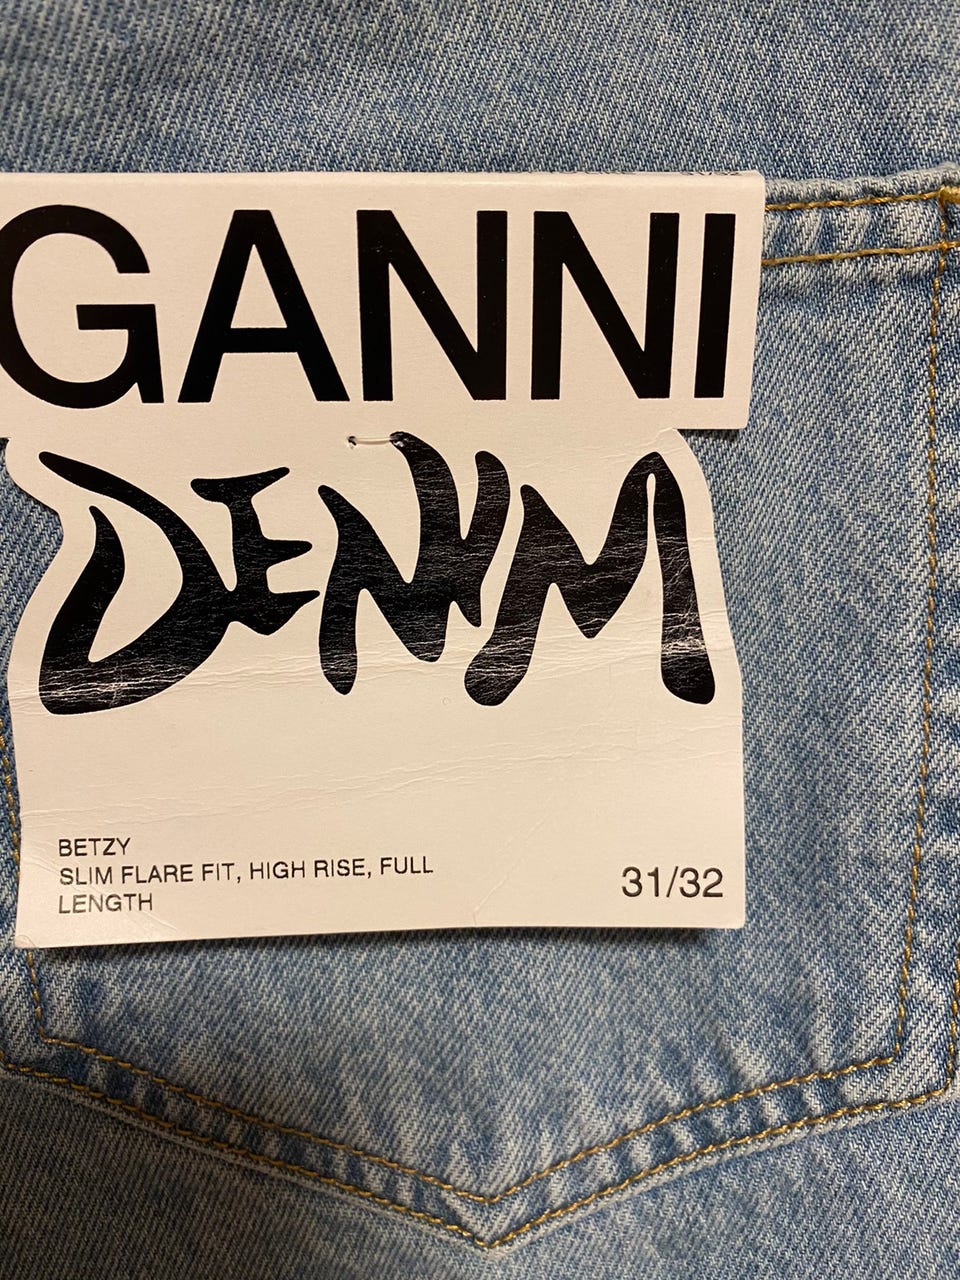 GANNI
DENIM
BETZY
SLIM FLARE FIT, HIGH RISE, FULL
LENGTH
31/32